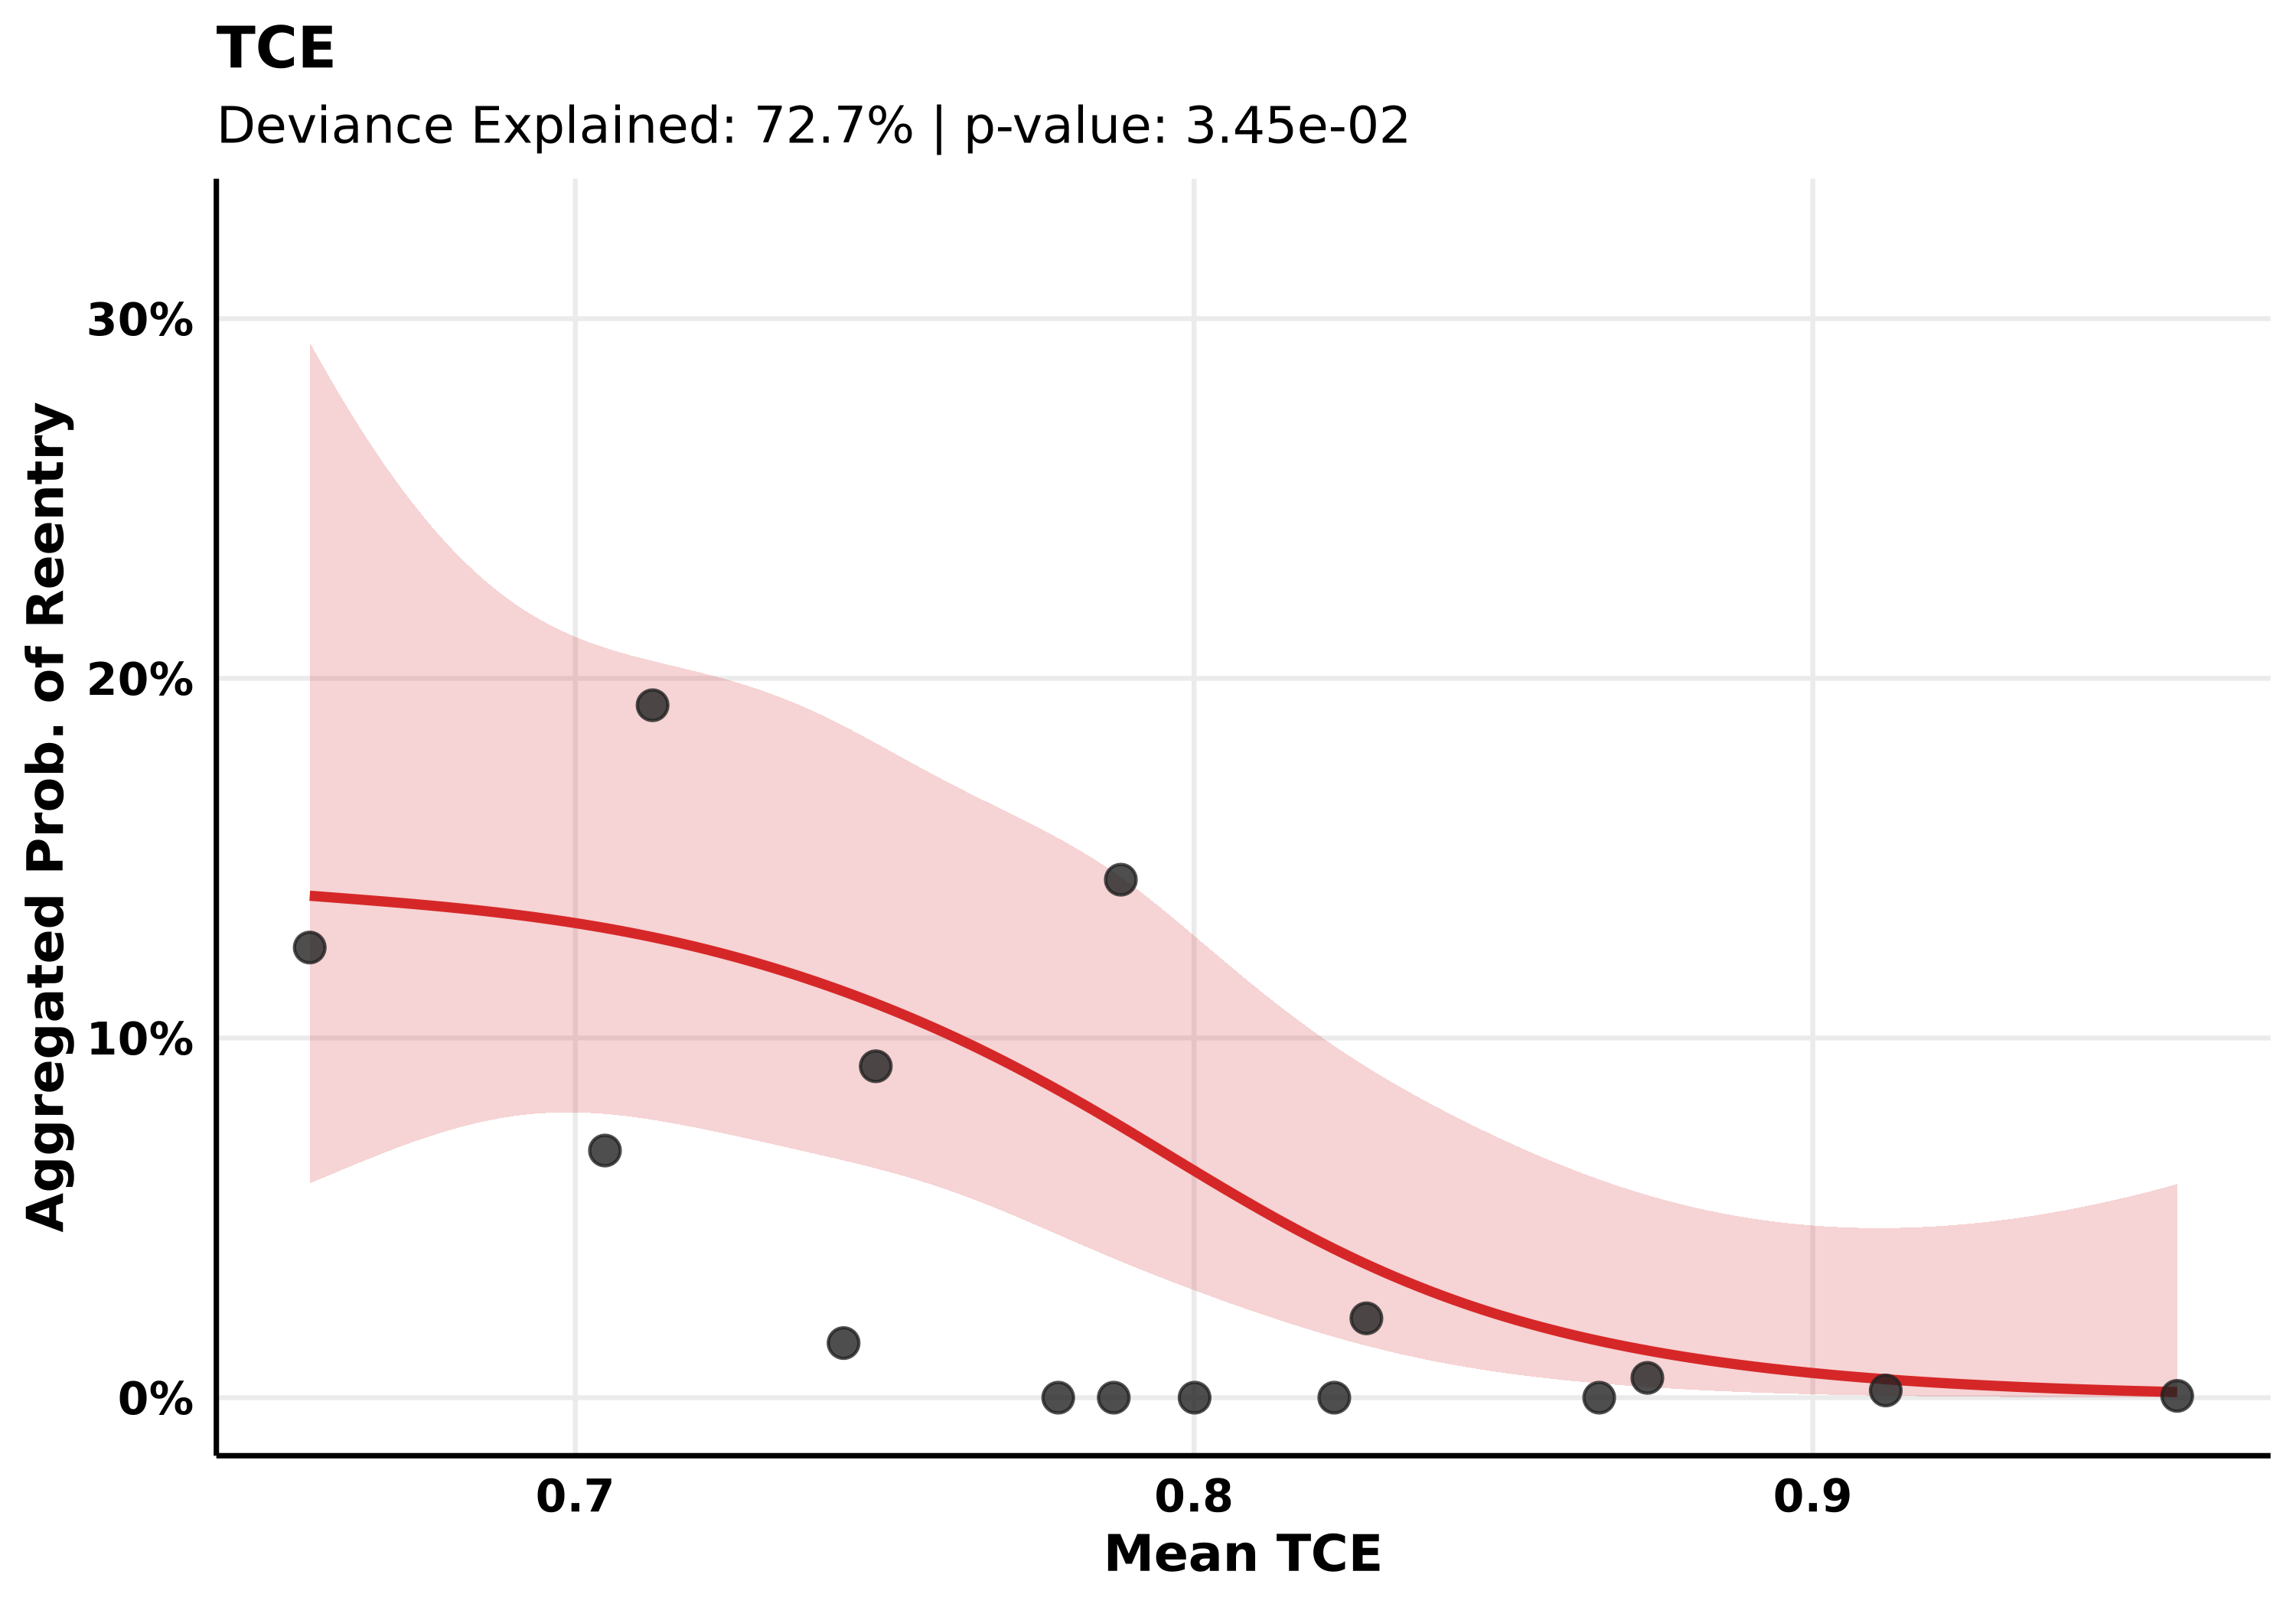 TCE
Deviance Explained: 72.7% | p-value: 3.45e-02
Aggregated Prob. of Reentry
30%
20%
10%
0%
0.7
0.8
0.9
Mean TCE